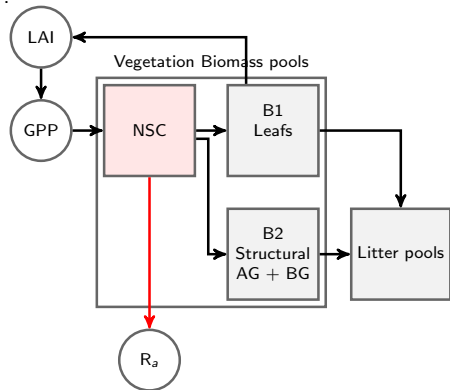 .
LAI
Vegetation Biomass pools
GPP
NSC
B1
Leafs
B2
Structural
AG + BG
Litter pools
Rₐ